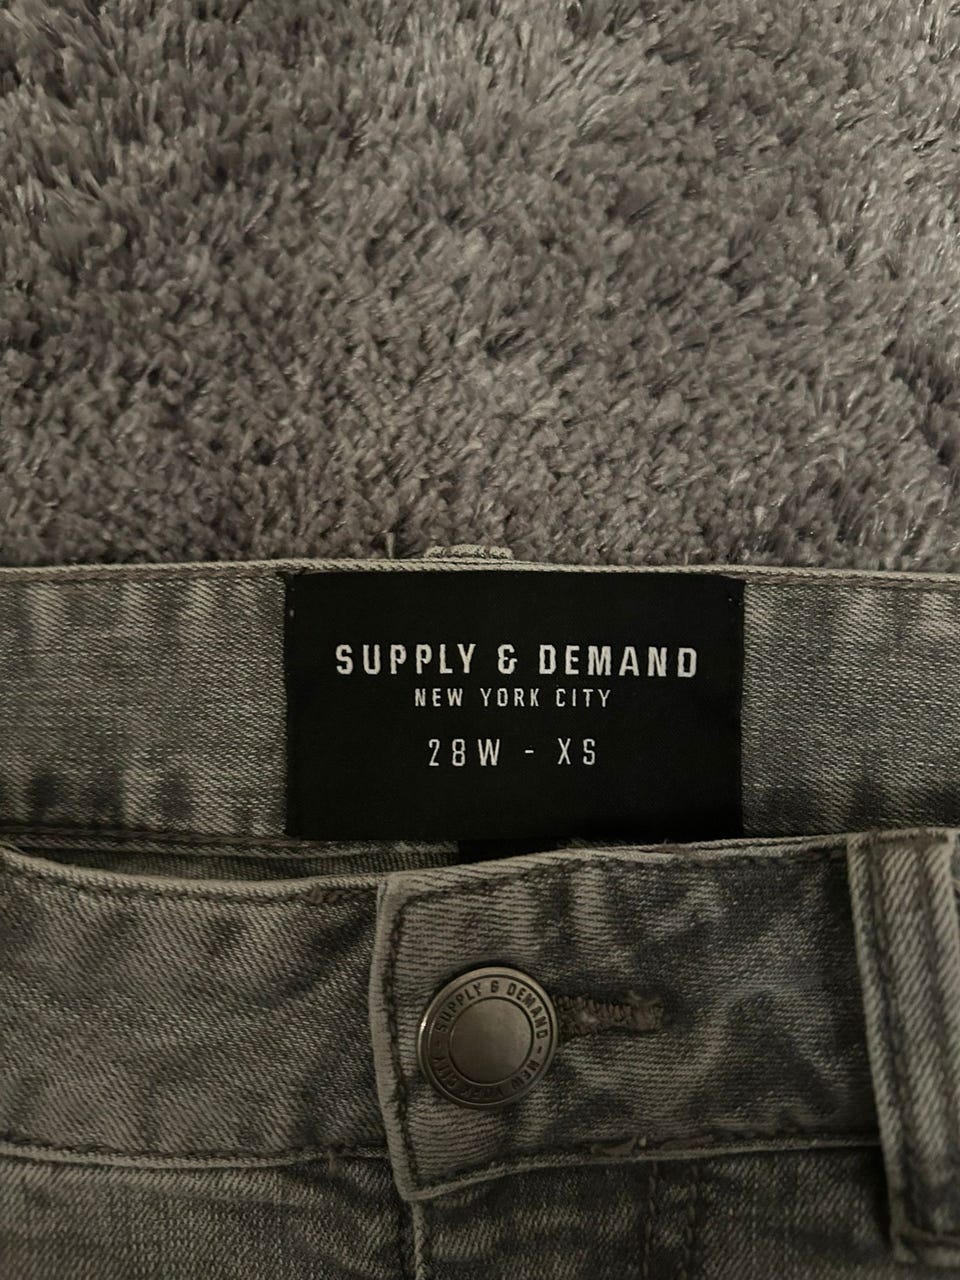 SUPPLY & DEMAND
NEW YORK CITY
28W - XS
SUPPLY & DEMAND - NEW YORK CITY -